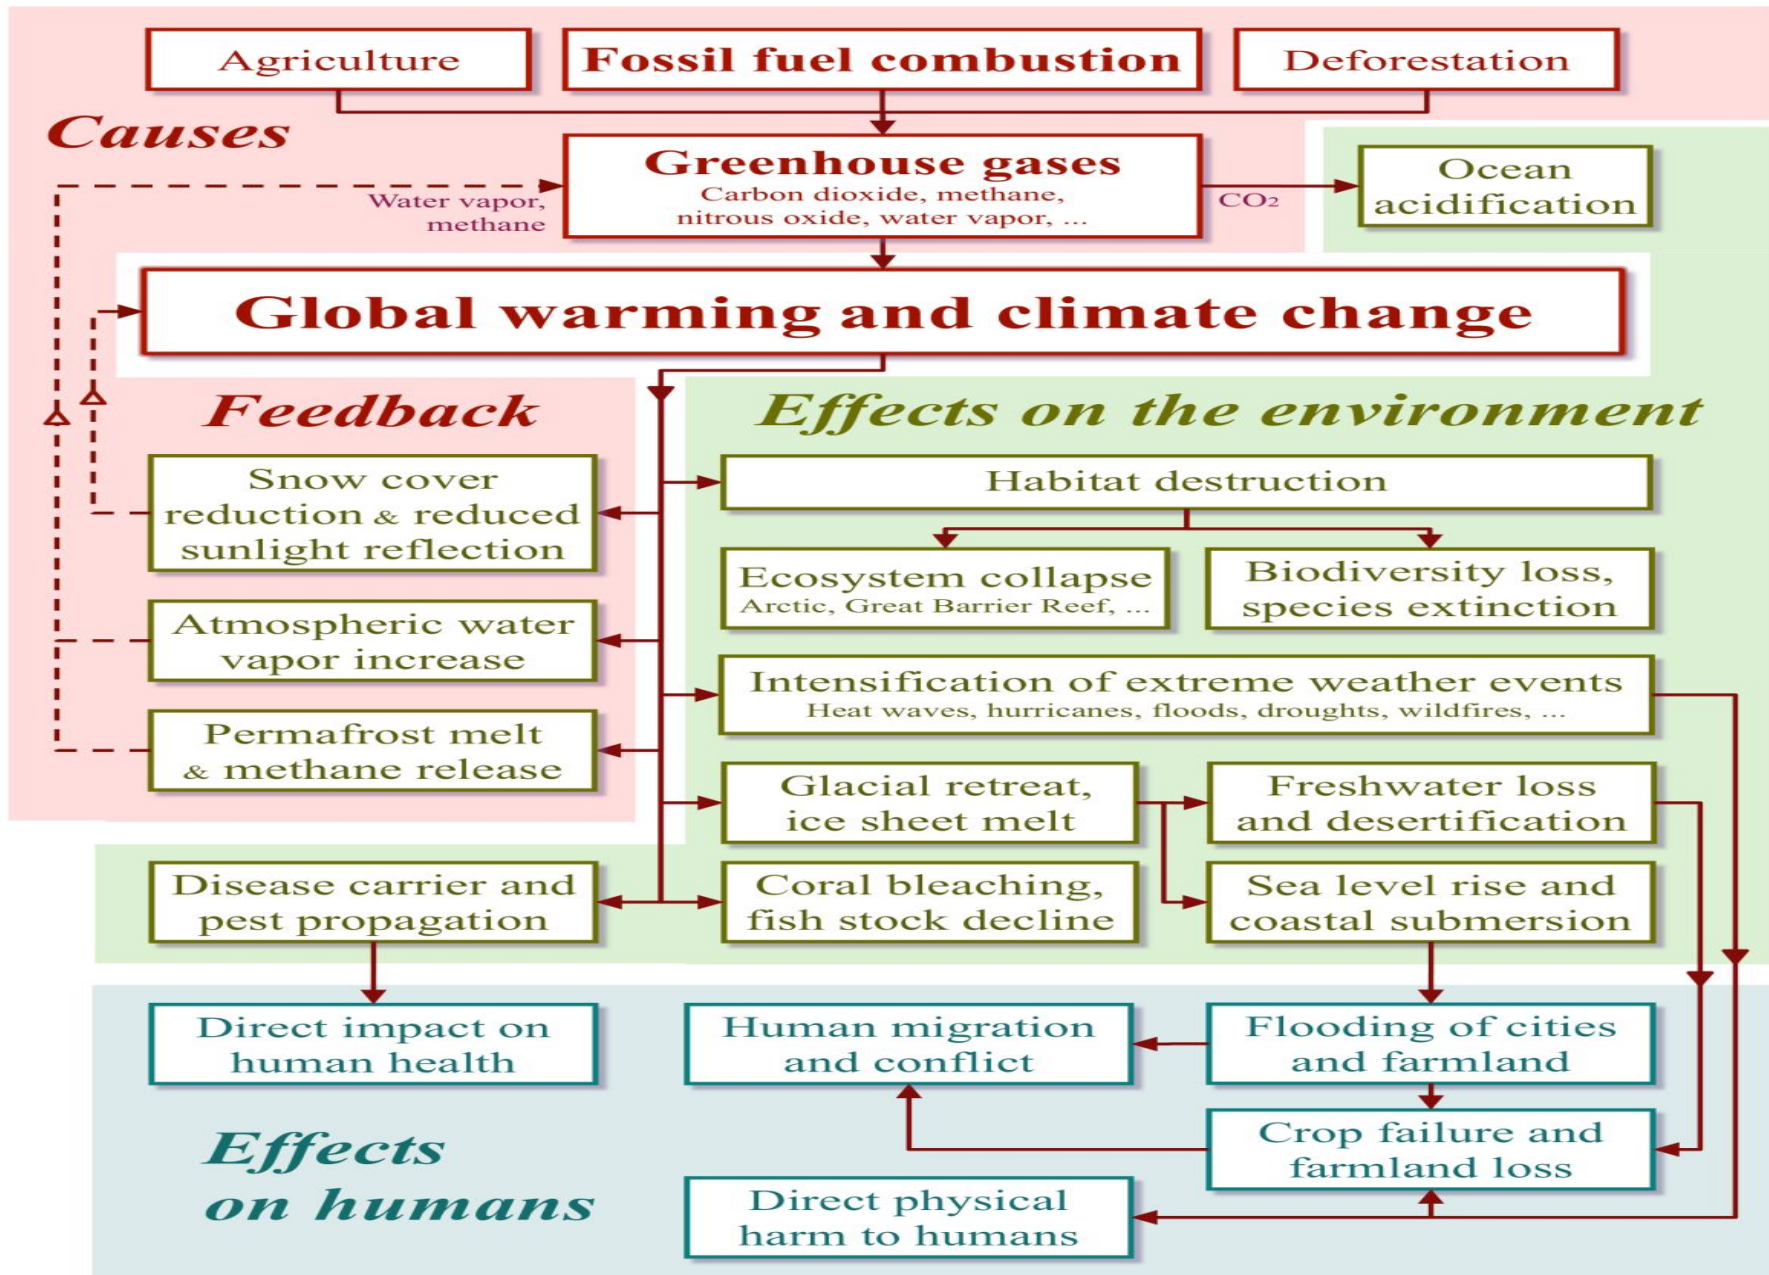 Agriculture
Fossil fuel combustion
Deforestation
Causes
Greenhouse gases
Carbon dioxide, methane,
nitrous oxide, water vapor, ...
Water vapor,
methane
CO₂
Ocean
acidification
Global warming and climate change
Feedback
Effects on the environment
Snow cover
reduction & reduced
sunlight reflection
Habitat destruction
Ecosystem collapse
Arctic, Great Barrier Reef, ...
Biodiversity loss,
species extinction
Atmospheric water
vapor increase
Intensification of extreme weather events
Heat waves, hurricanes, floods, droughts, wildfires, ...
Permafrost melt
& methane release
Glacial retreat,
ice sheet melt
Freshwater loss
and desertification
Disease carrier and
pest propagation
Coral bleaching,
fish stock decline
Sea level rise and
coastal submersion
Direct impact on
human health
Human migration
and conflict
Flooding of cities
and farmland
Effects
on humans
Crop failure and
farmland loss
Direct physical
harm to humans